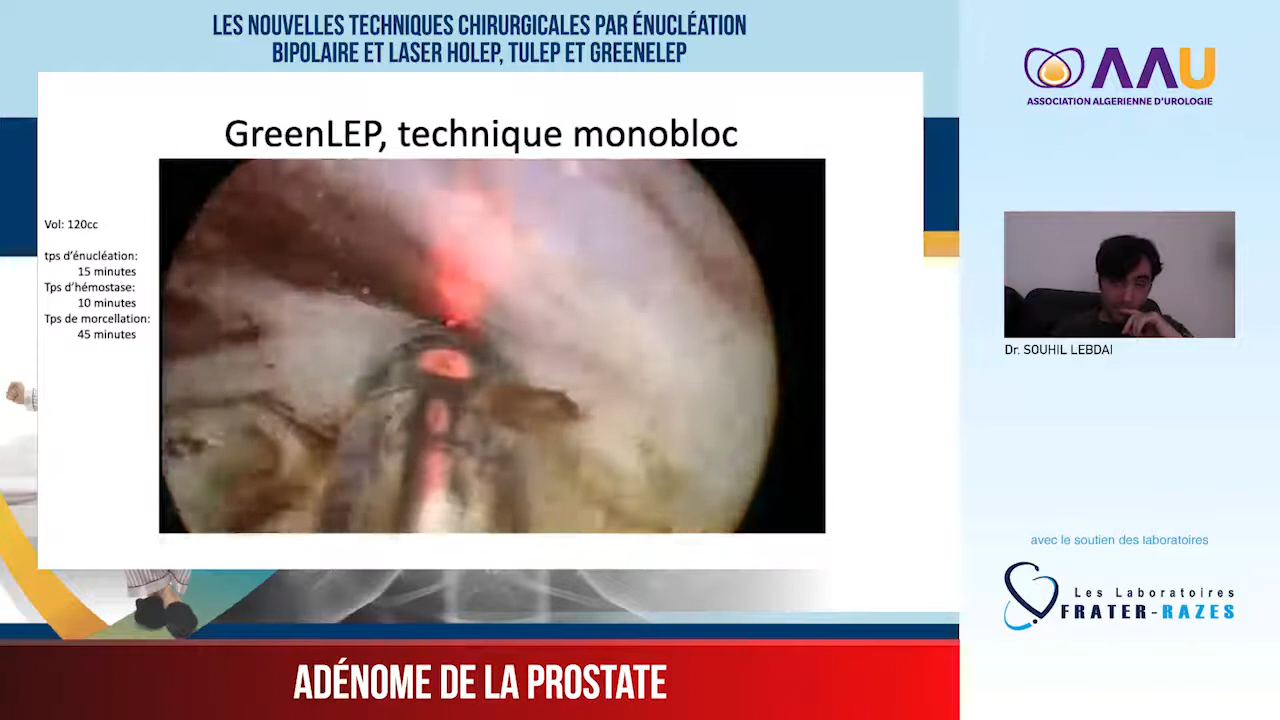 LES NOUVELLES TECHNIQUES CHIRURGICALES PAR ÉNUCLÉATION
BIPOLAIRE ET LASER HOLEP, TULEP ET GREENELEP
GreenLEP, technique monobloc
Vol: 120cc
tps d'énucléation:
15 minutes
Tps d'hémostase:
10 minutes
Tps de morcellation:
45 minutes
ADÉNOME DE LA PROSTATE
AAU
ASSOCIATION ALGERIENNE D'UROLOGIE
Dr. SOUHIL LEBDAI
avec le soutien des laboratoires
Les Laboratoires
FRATER-RAZES